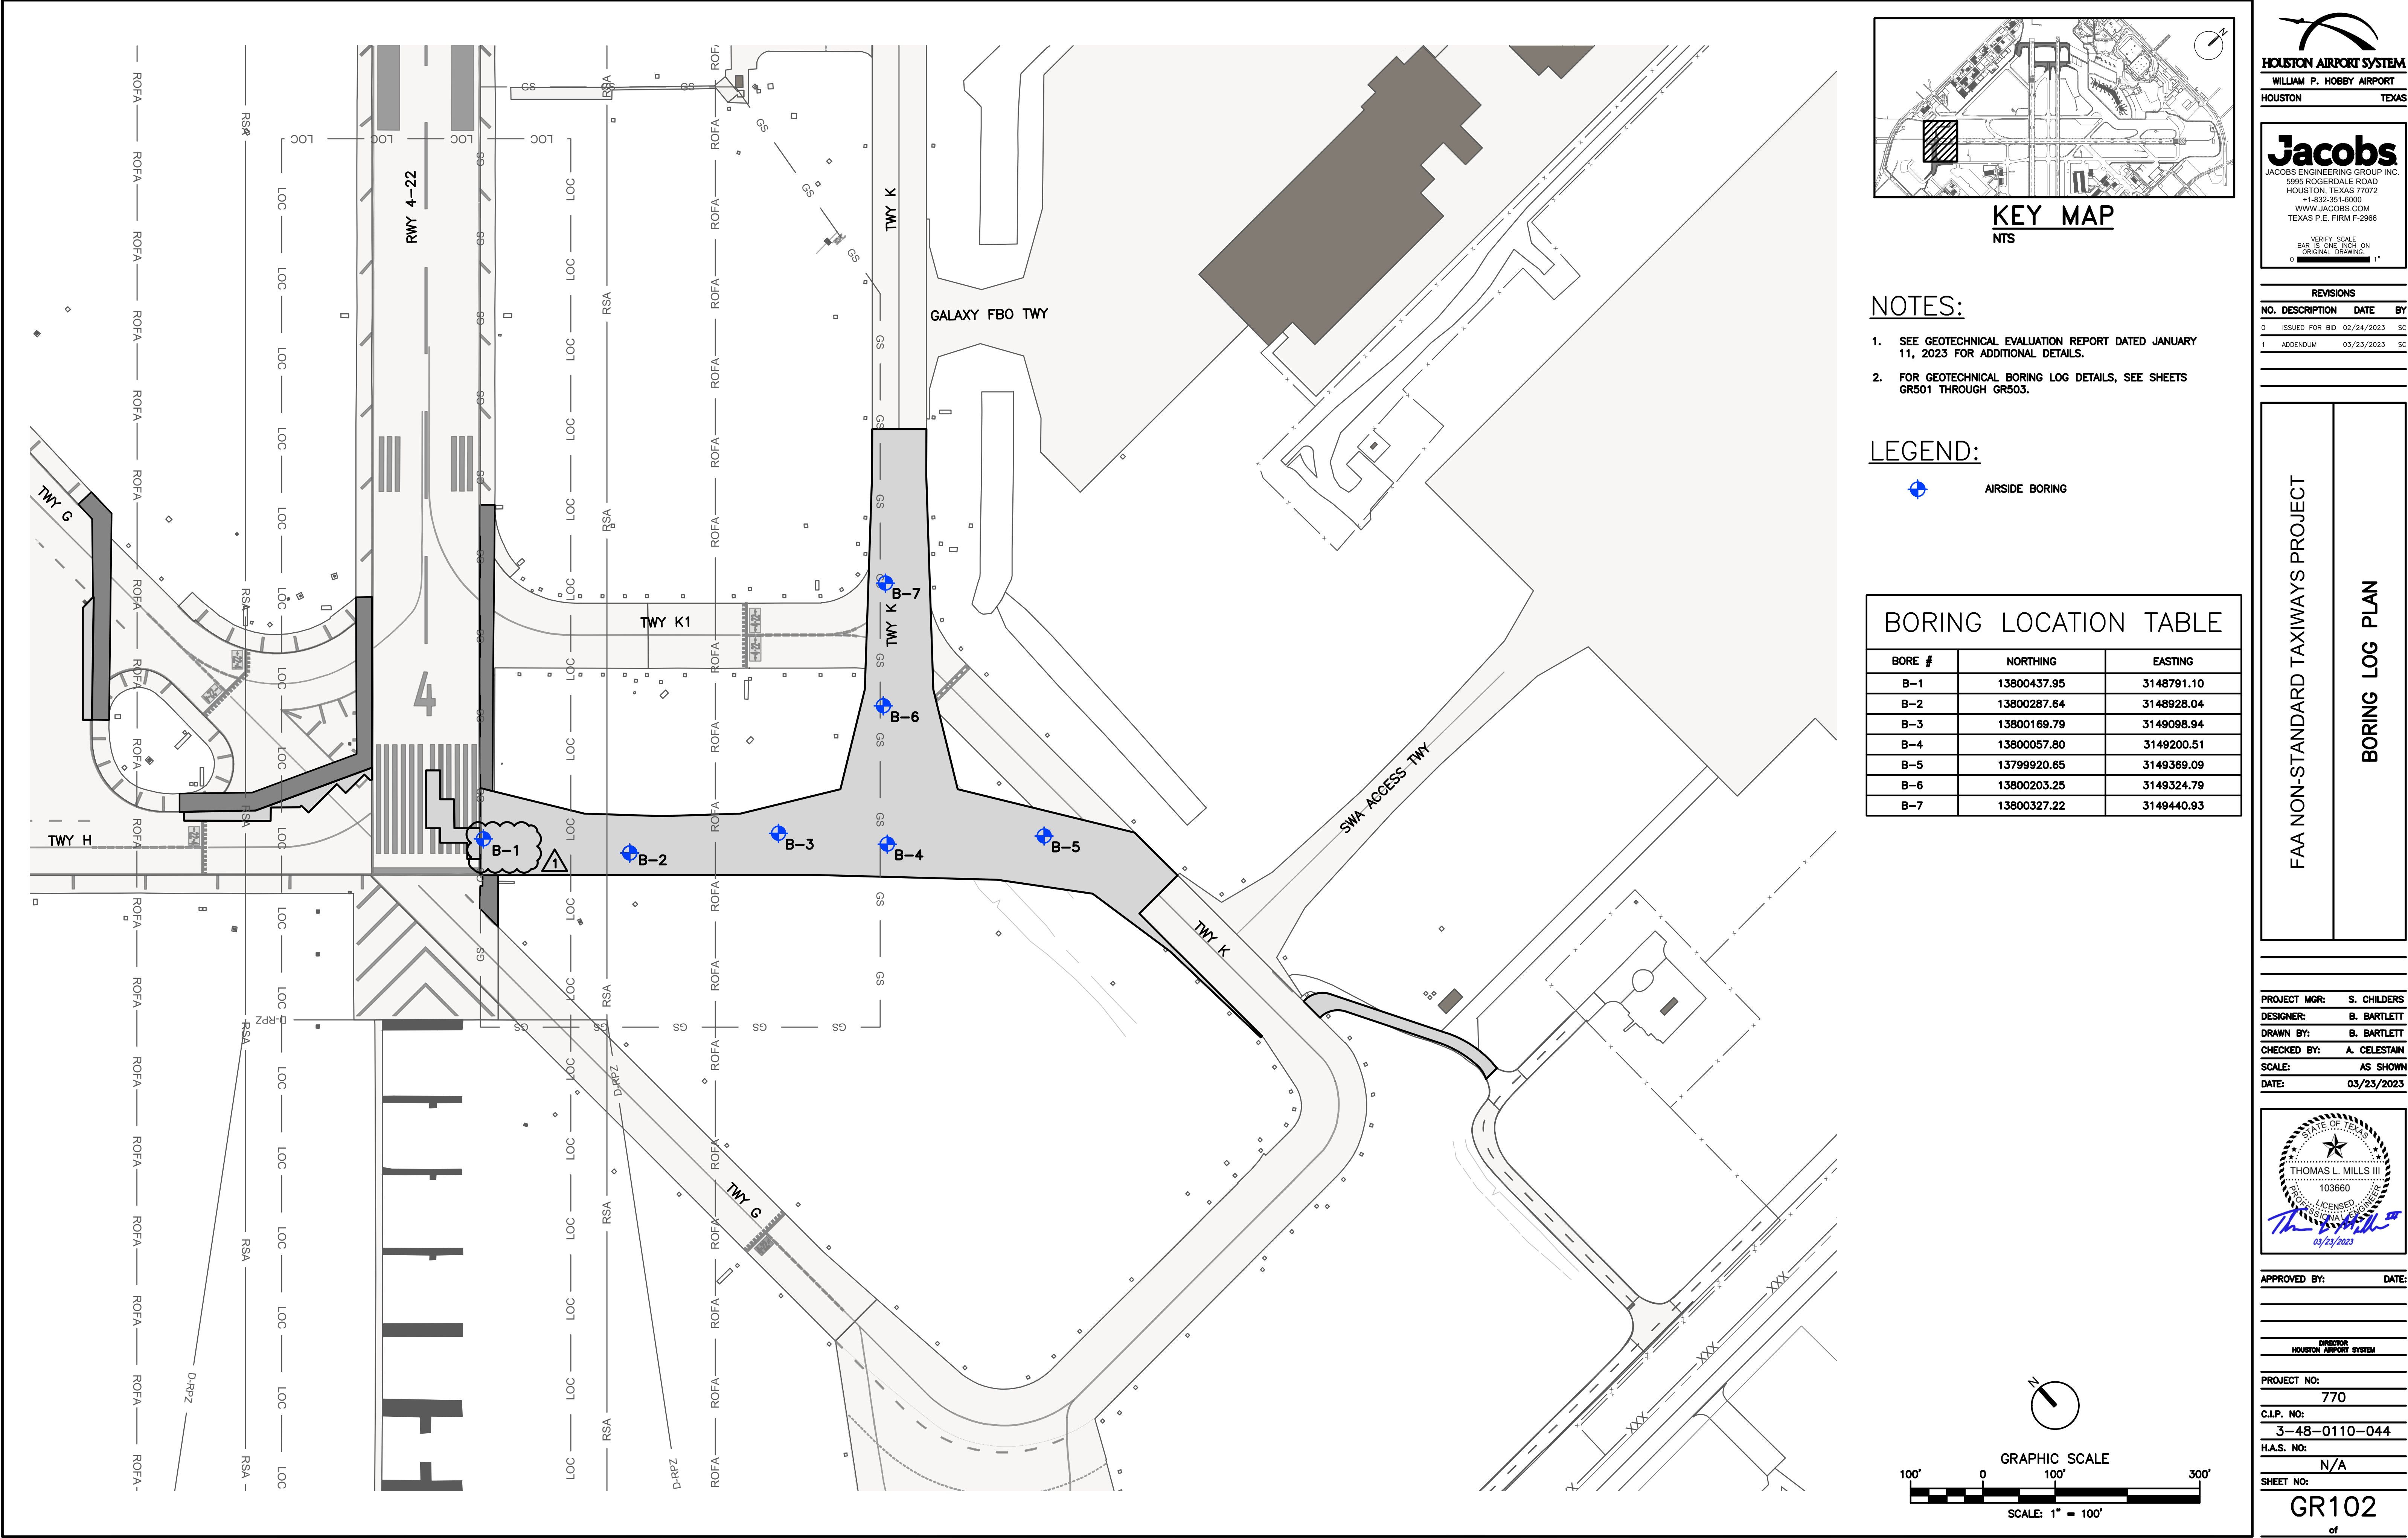 RWY 4-22
TWY K
GALAXY FBO TWY
TWY G
TWY K1
TWY K
4
TWY H
B-1
1
B-2
B-3
B-4
B-5
B-6
B-7
SWA ACCESS TWY
TWY K
TWY G
ROFA
RSA
LOC
GS
D-RPZ
XXX
N
KEY MAP
NTS
NOTES:
1. SEE GEOTECHNICAL EVALUATION REPORT DATED JANUARY
11, 2023 FOR ADDITIONAL DETAILS.
2. FOR GEOTECHNICAL BORING LOG DETAILS, SEE SHEETS
GR501 THROUGH GR503.
LEGEND:
AIRSIDE BORING
BORING LOCATION TABLE
BORE # NORTHING EASTING
B-1 13800437.95 3148791.10
B-2 13800287.64 3148928.04
B-3 13800169.79 3149098.94
B-4 13800057.80 3149200.51
B-5 13799920.65 3149369.09
B-6 13800203.25 3149324.79
B-7 13800327.22 3149440.93
N
GRAPHIC SCALE
100' 0 100' 300'
SCALE: 1" = 100'
HOUSTON AIRPORT SYSTEM
WILLIAM P. HOBBY AIRPORT
HOUSTON TEXAS
Jacobs
JACOBS ENGINEERING GROUP INC.
5995 ROGERDALE ROAD
HOUSTON, TEXAS 77072
+1-832-351-6000
WWW.JACOBS.COM
TEXAS P.E. FIRM F-2966
VERIFY SCALE
BAR IS ONE INCH ON
ORIGINAL DRAWING.
0 1"
REVISIONS
NO. DESCRIPTION DATE BY
0 ISSUED FOR BID 02/24/2023 SC
1 ADDENDUM 03/23/2023 SC
FAA NON-STANDARD TAXIWAYS PROJECT
BORING LOG PLAN
PROJECT MGR: S. CHILDERS
DESIGNER: B. BARTLETT
DRAWN BY: B. BARTLETT
CHECKED BY: A. CELESTAIN
SCALE: AS SHOWN
DATE: 03/23/2023
STATE OF TEXAS
THOMAS L. MILLS III
103660
LICENSED
PROFESSIONAL ENGINEER
03/23/2023
APPROVED BY: DATE:
DIRECTOR
HOUSTON AIRPORT SYSTEM
PROJECT NO:
770
C.I.P. NO:
3-48-0110-044
H.A.S. NO:
N/A
SHEET NO:
GR102
of